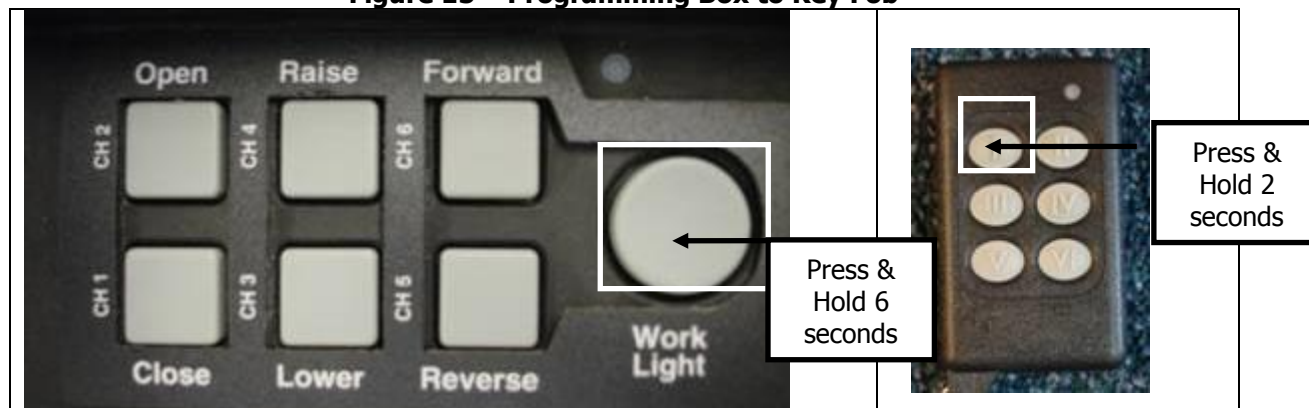 Figure 23 – Programming Box to Key Fob
Open Raise Forward
CH 2 CH 4 CH 6
CH 1 CH 3 CH 5
Close Lower Reverse
Work
Light
Press &
Hold 6
seconds
II
III IV
V VI
Press &
Hold 2
seconds